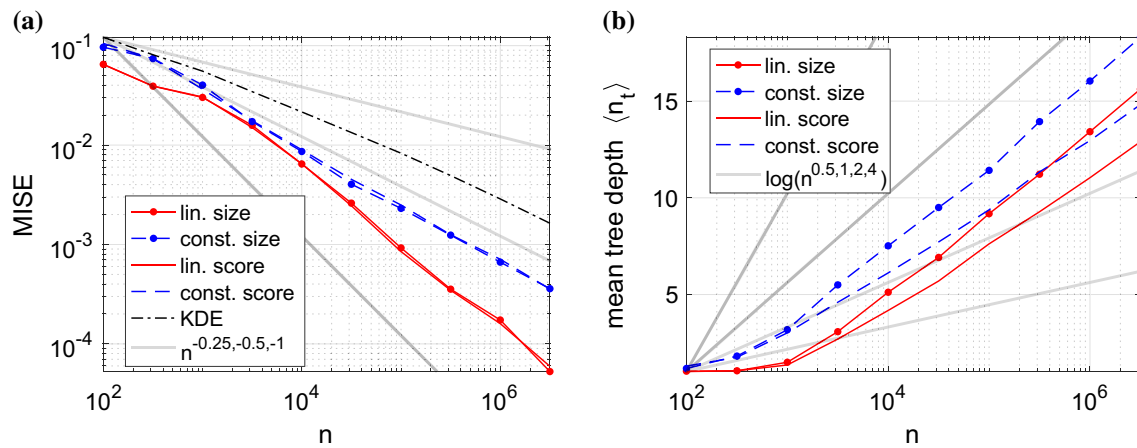 (a)
MISE
10^-1
10^-2
10^-3
10^-4
lin. size
const. size
lin. score
const. score
KDE
n^-0.25,-0.5,-1
10^2
10^4
10^6
n
(b)
mean tree depth ⟨n_t⟩
15
10
5
lin. size
const. size
lin. score
const. score
log(n^0.5,1,2,4)
10^2
10^4
10^6
n